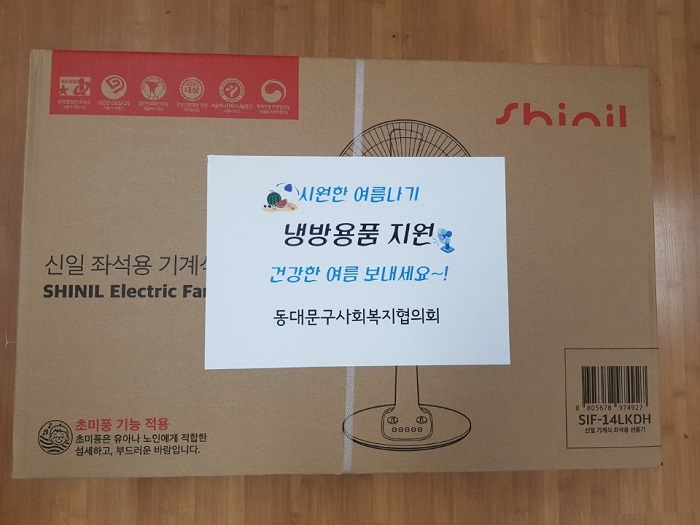 대상
Shinil
시원한 여름나기
냉방용품 지원
건강한 여름 보내세요~!
동대문구사회복지협의회
신일 좌석용 기계식
SHINIL Electric Fan
초미풍 기능 적용
초미풍은 유아나 노인에게 적합한
섬세하고, 부드러운 바람입니다.
8 805678 974927
SIF-14LKDH
신일 기계식 좌석용 선풍기